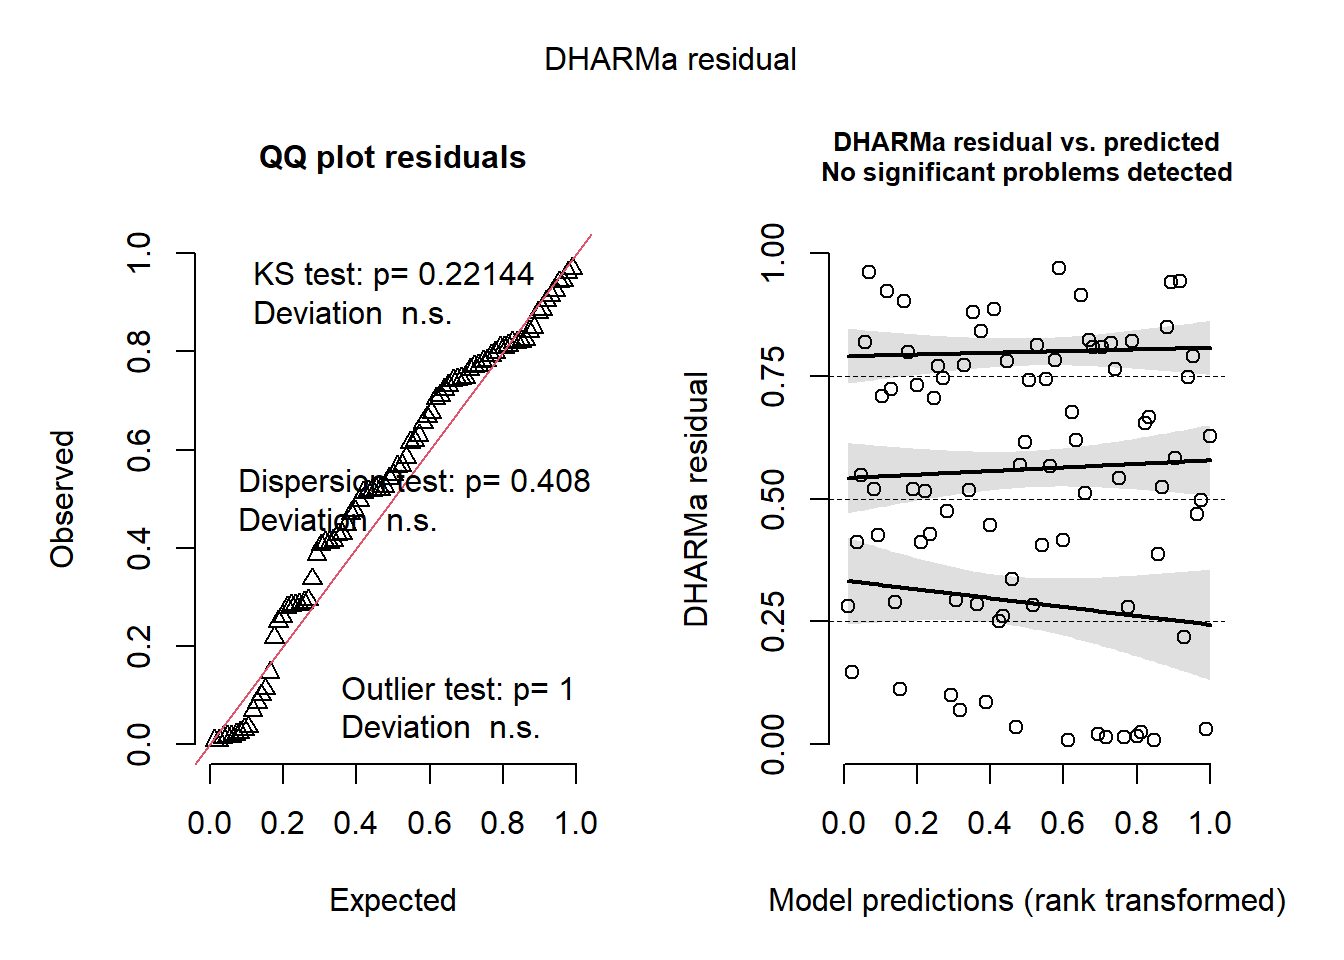 DHARMa residual
QQ plot residuals
KS test: p= 0.22144
Deviation  n.s.
Dispersion test: p= 0.408
Deviation  n.s.
Outlier test: p= 1
Deviation  n.s.
Observed
0.0 0.2 0.4 0.6 0.8 1.0
0.0 0.2 0.4 0.6 0.8 1.0
Expected
DHARMa residual vs. predicted
No significant problems detected
DHARMa residual
0.00 0.25 0.50 0.75 1.00
0.0 0.2 0.4 0.6 0.8 1.0
Model predictions (rank transformed)